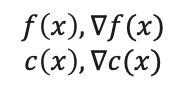 f(x), ∇f(x)
c(x), ∇c(x)